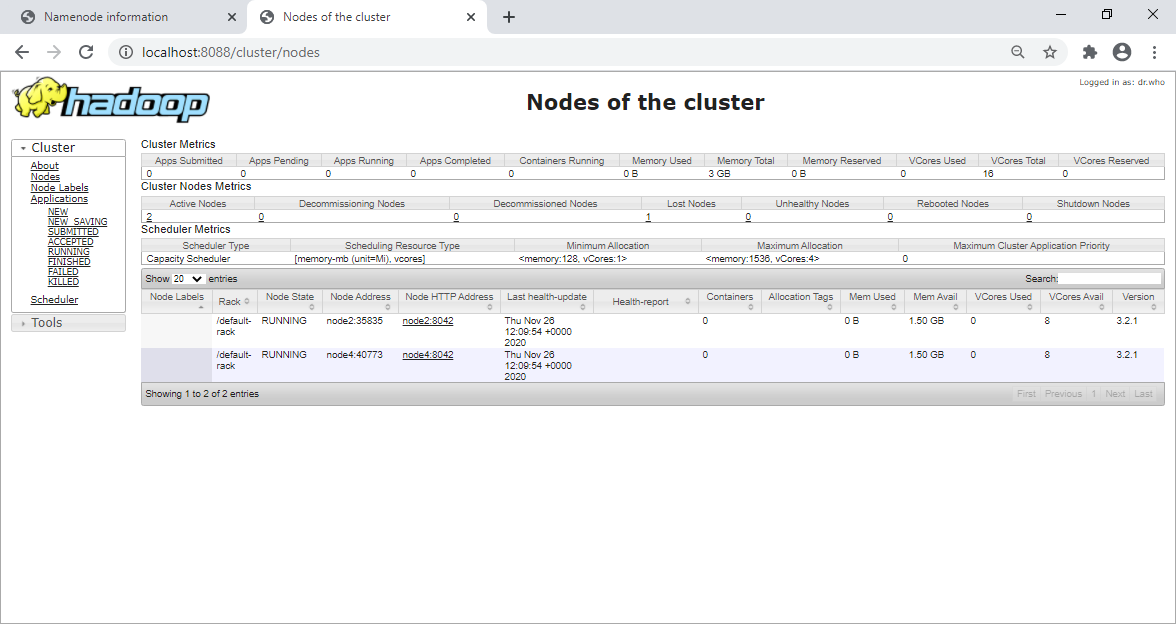 Namenode information
Nodes of the cluster
localhost:8088/cluster/nodes
hadoop
Nodes of the cluster
Logged in as: dr.who
Cluster
About
Nodes
Node Labels
Applications
NEW
NEW_SAVING
SUBMITTED
ACCEPTED
RUNNING
FINISHED
FAILED
KILLED
Scheduler
Tools
Cluster Metrics
Apps Submitted Apps Pending Apps Running Apps Completed Containers Running Memory Used Memory Total Memory Reserved VCores Used VCores Total VCores Reserved
0 0 0 0 0 0 B 3 GB 0 B 0 16 0
Cluster Nodes Metrics
Active Nodes Decommissioning Nodes Decommissioned Nodes Lost Nodes Unhealthy Nodes Rebooted Nodes Shutdown Nodes
2 0 0 1 0 0 0
Scheduler Metrics
Scheduler Type Scheduling Resource Type Minimum Allocation Maximum Allocation Maximum Cluster Application Priority
Capacity Scheduler [memory-mb (unit=Mi), vcores] <memory:128, vCores:1> <memory:1536, vCores:4> 0
Show 20 entries Search:
Node Labels Rack Node State Node Address Node HTTP Address Last health-update Health-report Containers Allocation Tags Mem Used Mem Avail VCores Used VCores Avail Version
/default- RUNNING node2:35835 node2:8042 Thu Nov 26 0 0 B 1.50 GB 0 8 3.2.1
rack 12:09:54 +0000
2020
/default- RUNNING node4:40773 node4:8042 Thu Nov 26 0 0 B 1.50 GB 0 8 3.2.1
rack 12:09:54 +0000
2020
Showing 1 to 2 of 2 entries First Previous 1 Next Last